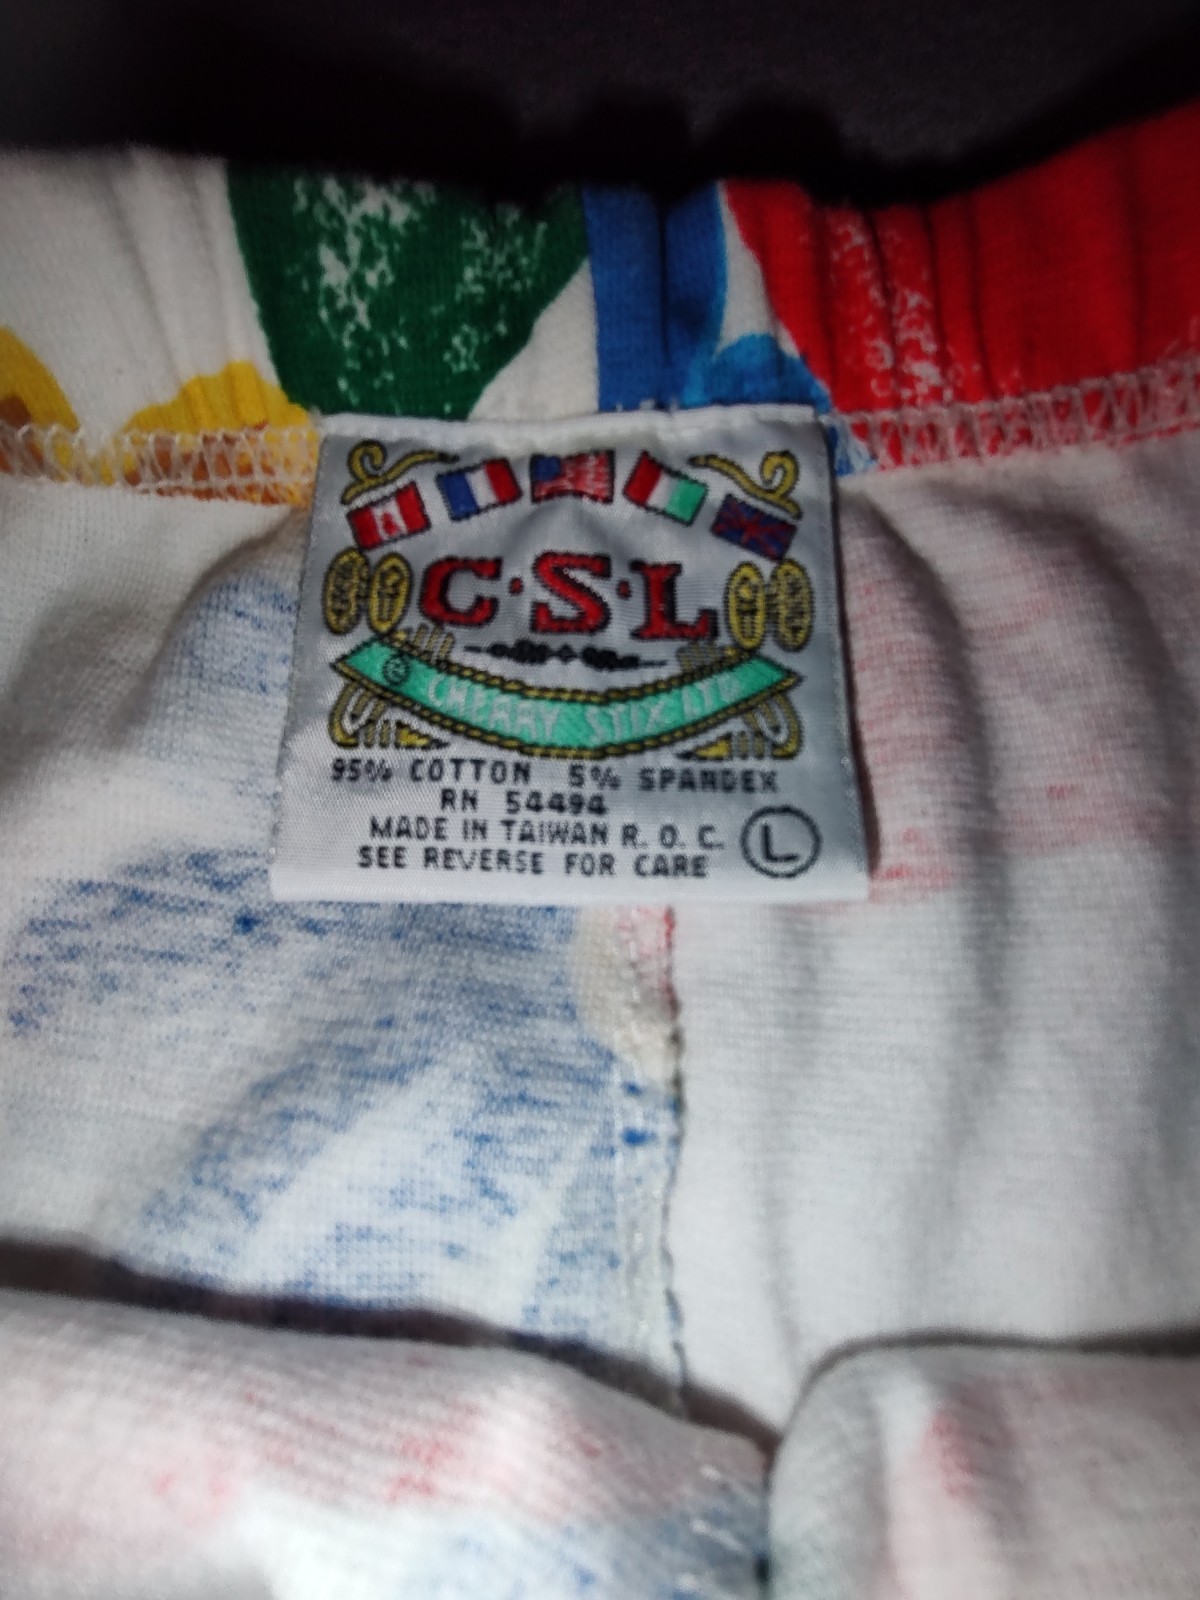 C·S·L
© CHERRY STIX LTD
95% COTTON 5% SPANDEX
RN 54494
MADE IN TAIWAN R. O. C.
SEE REVERSE FOR CARE
L